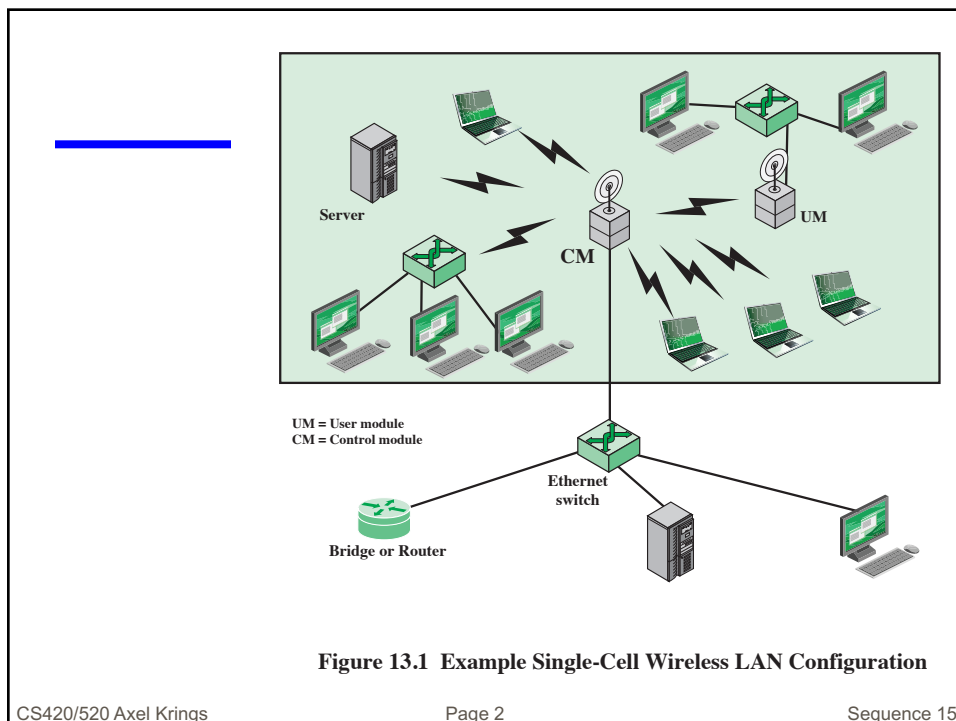 Server
UM
CM
UM = User module
CM = Control module
Ethernet
switch
Bridge or Router
Figure 13.1 Example Single-Cell Wireless LAN Configuration
CS420/520 Axel Krings
Page 2
Sequence 15